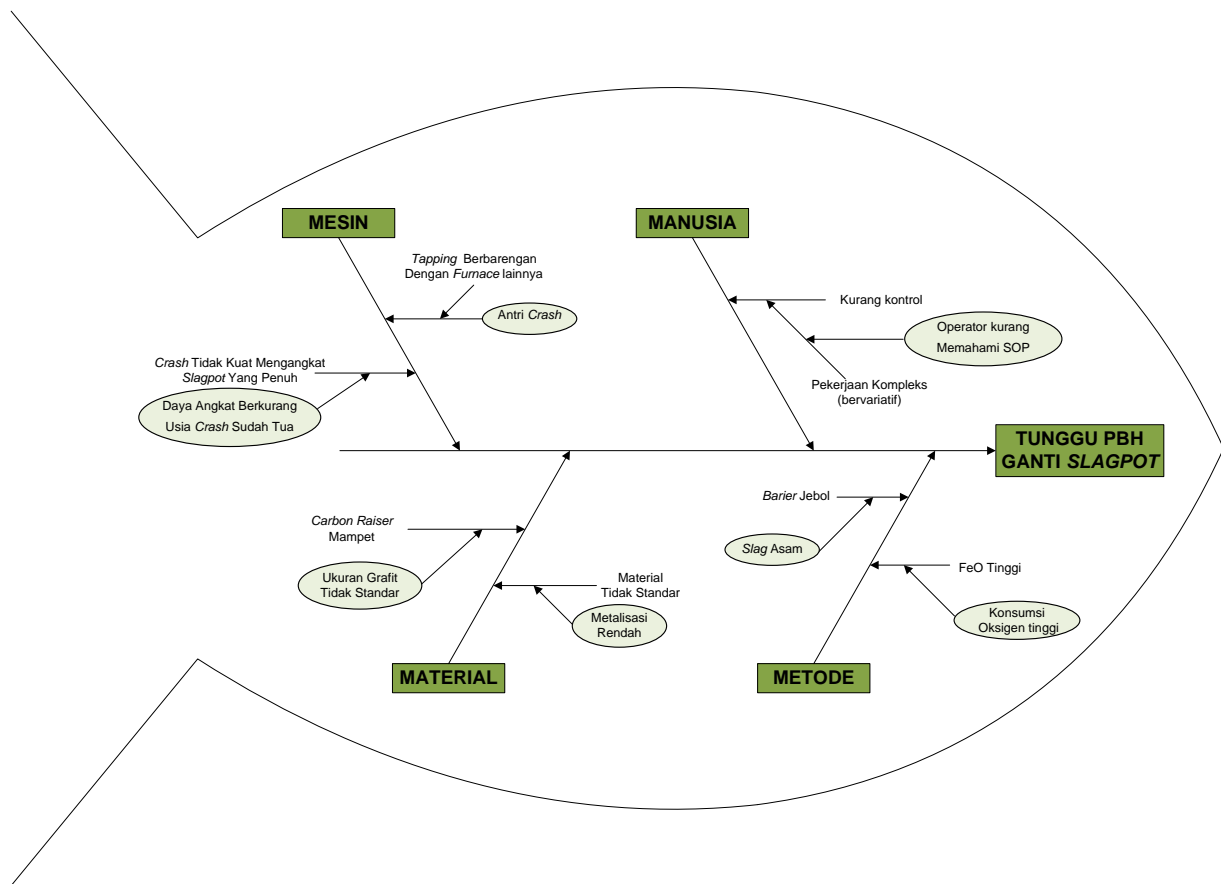 MESIN
MANUSIA
Tapping Berbarengan
Dengan Furnace lainnya
Antri Crash
Kurang kontrol
Operator kurang
Memahami SOP
Crash Tidak Kuat Mengangkat
Slagpot Yang Penuh
Daya Angkat Berkurang
Usia Crash Sudah Tua
Pekerjaan Kompleks
(bervariatif)
TUNGGU PBH
GANTI SLAGPOT
Carbon Raiser
Mampet
Ukuran Grafit
Tidak Standar
Material
Tidak Standar
Metalisasi
Rendah
Barier Jebol
Slag Asam
FeO Tinggi
Konsumsi
Oksigen tinggi
MATERIAL
METODE